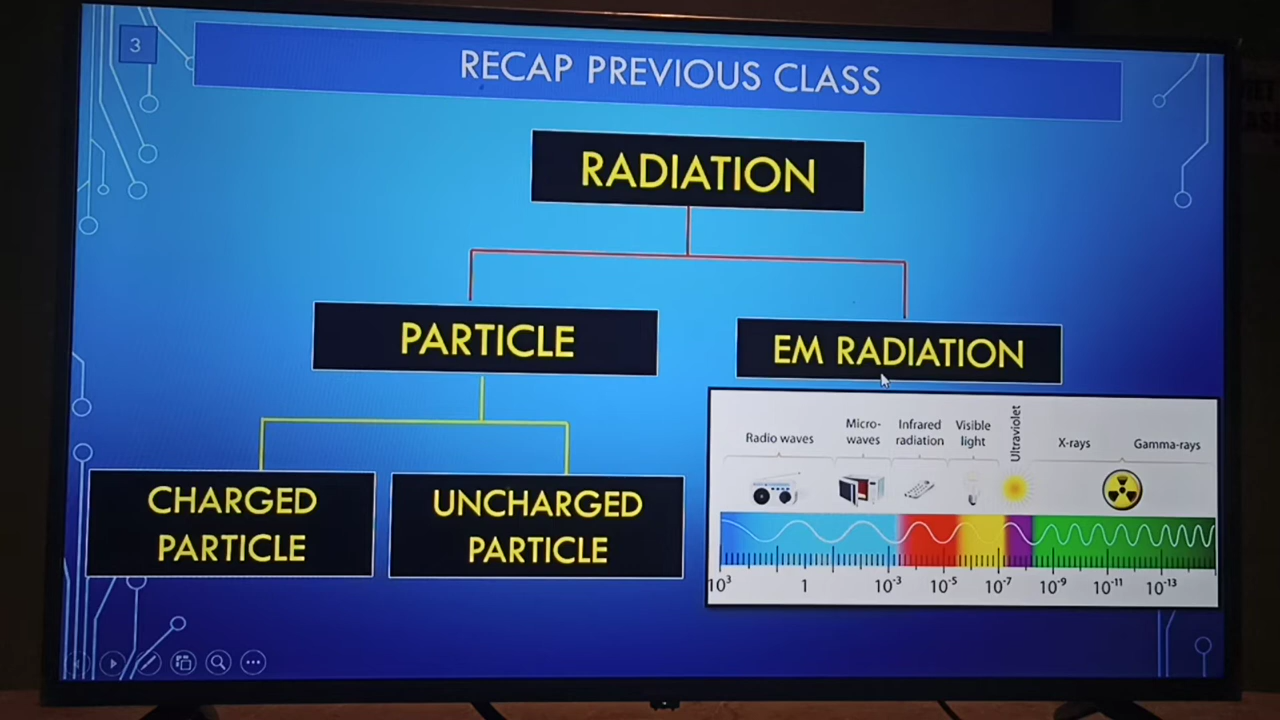 3
RECAP PREVIOUS CLASS
RADIATION
PARTICLE
EM RADIATION
CHARGED
PARTICLE
UNCHARGED
PARTICLE
Radio waves
Micro-
waves
Infrared
radiation
Visible
light
Ultraviolet
X-rays
Gamma-rays
10³ 1 10⁻³ 10⁻⁵ 10⁻⁷ 10⁻⁹ 10⁻¹¹ 10⁻¹³